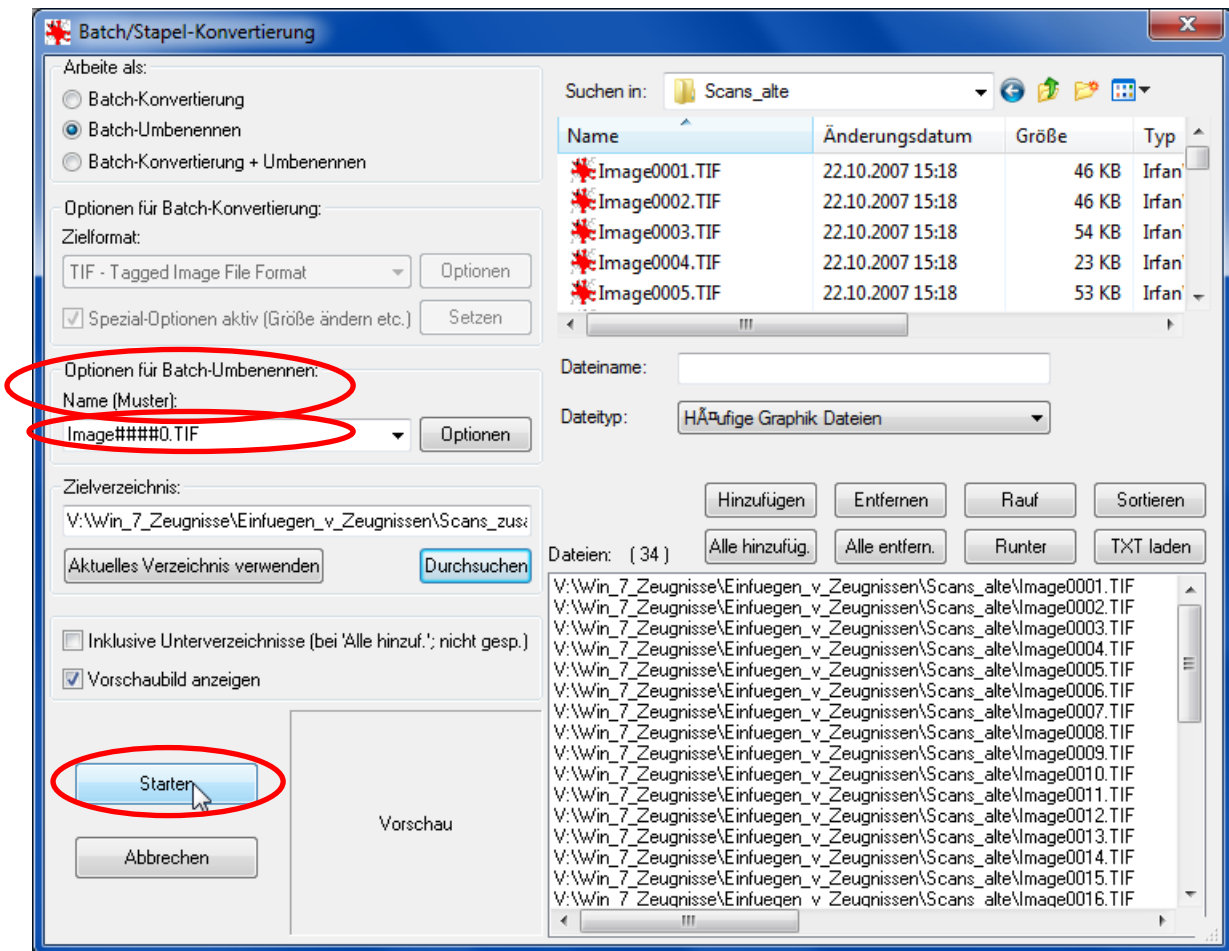 Batch/Stapel-Konvertierung
Arbeite als:
Batch-Konvertierung
Batch-Umbenennen
Batch-Konvertierung + Umbenennen
Optionen für Batch-Konvertierung:
Zielformat:
TIF - Tagged Image File Format
Optionen
Spezial-Optionen aktiv (Größe ändern etc.)
Setzen
Optionen für Batch-Umbenennen:
Name (Muster):
Image####0.TIF
Optionen
Zielverzeichnis:
V:\Win_7_Zeugnisse\Einfuegen_v_Zeugnissen\Scans_zusa
Aktuelles Verzeichnis verwenden
Durchsuchen
Inklusive Unterverzeichnisse (bei 'Alle hinzuf.'; nicht gesp.)
Vorschaubild anzeigen
Starten
Abbrechen
Vorschau
Suchen in:
Scans_alte
Name Änderungsdatum Größe Typ
Image0001.TIF 22.10.2007 15:18 46 KB Irfan
Image0002.TIF 22.10.2007 15:18 46 KB Irfan
Image0003.TIF 22.10.2007 15:18 54 KB Irfan
Image0004.TIF 22.10.2007 15:18 23 KB Irfan
Image0005.TIF 22.10.2007 15:18 53 KB Irfan
Dateiname:
Dateityp:
HÃ¤ufige Graphik Dateien
Hinzufügen
Entfernen
Rauf
Sortieren
Dateien: ( 34 )
Alle hinzufüg.
Alle entfern.
Runter
TXT laden
V:\Win_7_Zeugnisse\Einfuegen_v_Zeugnissen\Scans_alte\Image0001.TIF
V:\Win_7_Zeugnisse\Einfuegen_v_Zeugnissen\Scans_alte\Image0002.TIF
V:\Win_7_Zeugnisse\Einfuegen_v_Zeugnissen\Scans_alte\Image0003.TIF
V:\Win_7_Zeugnisse\Einfuegen_v_Zeugnissen\Scans_alte\Image0004.TIF
V:\Win_7_Zeugnisse\Einfuegen_v_Zeugnissen\Scans_alte\Image0005.TIF
V:\Win_7_Zeugnisse\Einfuegen_v_Zeugnissen\Scans_alte\Image0006.TIF
V:\Win_7_Zeugnisse\Einfuegen_v_Zeugnissen\Scans_alte\Image0007.TIF
V:\Win_7_Zeugnisse\Einfuegen_v_Zeugnissen\Scans_alte\Image0008.TIF
V:\Win_7_Zeugnisse\Einfuegen_v_Zeugnissen\Scans_alte\Image0009.TIF
V:\Win_7_Zeugnisse\Einfuegen_v_Zeugnissen\Scans_alte\Image0010.TIF
V:\Win_7_Zeugnisse\Einfuegen_v_Zeugnissen\Scans_alte\Image0011.TIF
V:\Win_7_Zeugnisse\Einfuegen_v_Zeugnissen\Scans_alte\Image0012.TIF
V:\Win_7_Zeugnisse\Einfuegen_v_Zeugnissen\Scans_alte\Image0013.TIF
V:\Win_7_Zeugnisse\Einfuegen_v_Zeugnissen\Scans_alte\Image0014.TIF
V:\Win_7_Zeugnisse\Einfuegen_v_Zeugnissen\Scans_alte\Image0015.TIF
V:\Win_7_Zeugnisse\Einfuegen_v_Zeugnissen\Scans_alte\Image0016.TIF